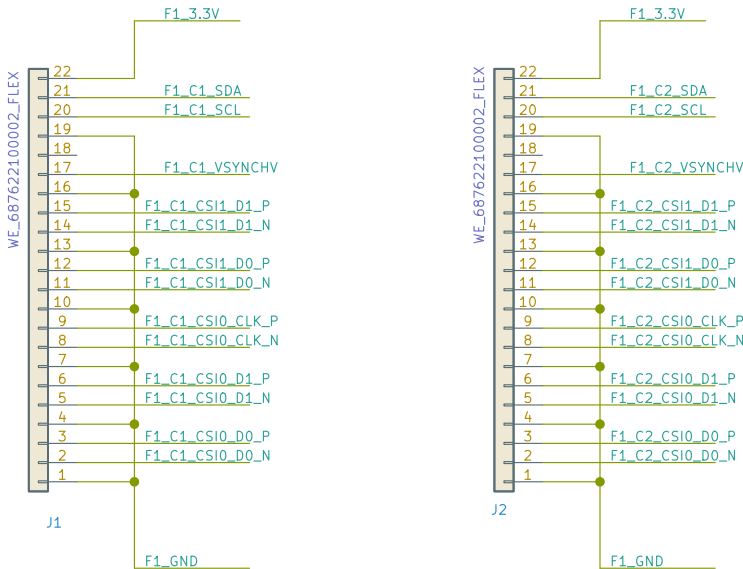 F1_3.3V
WE_687622100002_FLEX
22
21 F1_C1_SDA
20 F1_C1_SCL
19
18
17 F1_C1_VSYNCHV
16
15 F1_C1_CSI1_D1_P
14 F1_C1_CSI1_D1_N
13
12 F1_C1_CSI1_D0_P
11 F1_C1_CSI1_D0_N
10
9 F1_C1_CSI0_CLK_P
8 F1_C1_CSI0_CLK_N
7
6 F1_C1_CSI0_D1_P
5 F1_C1_CSI0_D1_N
4
3 F1_C1_CSI0_D0_P
2 F1_C1_CSI0_D0_N
1
J1
F1_GND
F1_3.3V
WE_687622100002_FLEX
22
21 F1_C2_SDA
20 F1_C2_SCL
19
18
17 F1_C2_VSYNCHV
16
15 F1_C2_CSI1_D1_P
14 F1_C2_CSI1_D1_N
13
12 F1_C2_CSI1_D0_P
11 F1_C2_CSI1_D0_N
10
9 F1_C2_CSI0_CLK_P
8 F1_C2_CSI0_CLK_N
7
6 F1_C2_CSI0_D1_P
5 F1_C2_CSI0_D1_N
4
3 F1_C2_CSI0_D0_P
2 F1_C2_CSI0_D0_N
1
J2
F1_GND